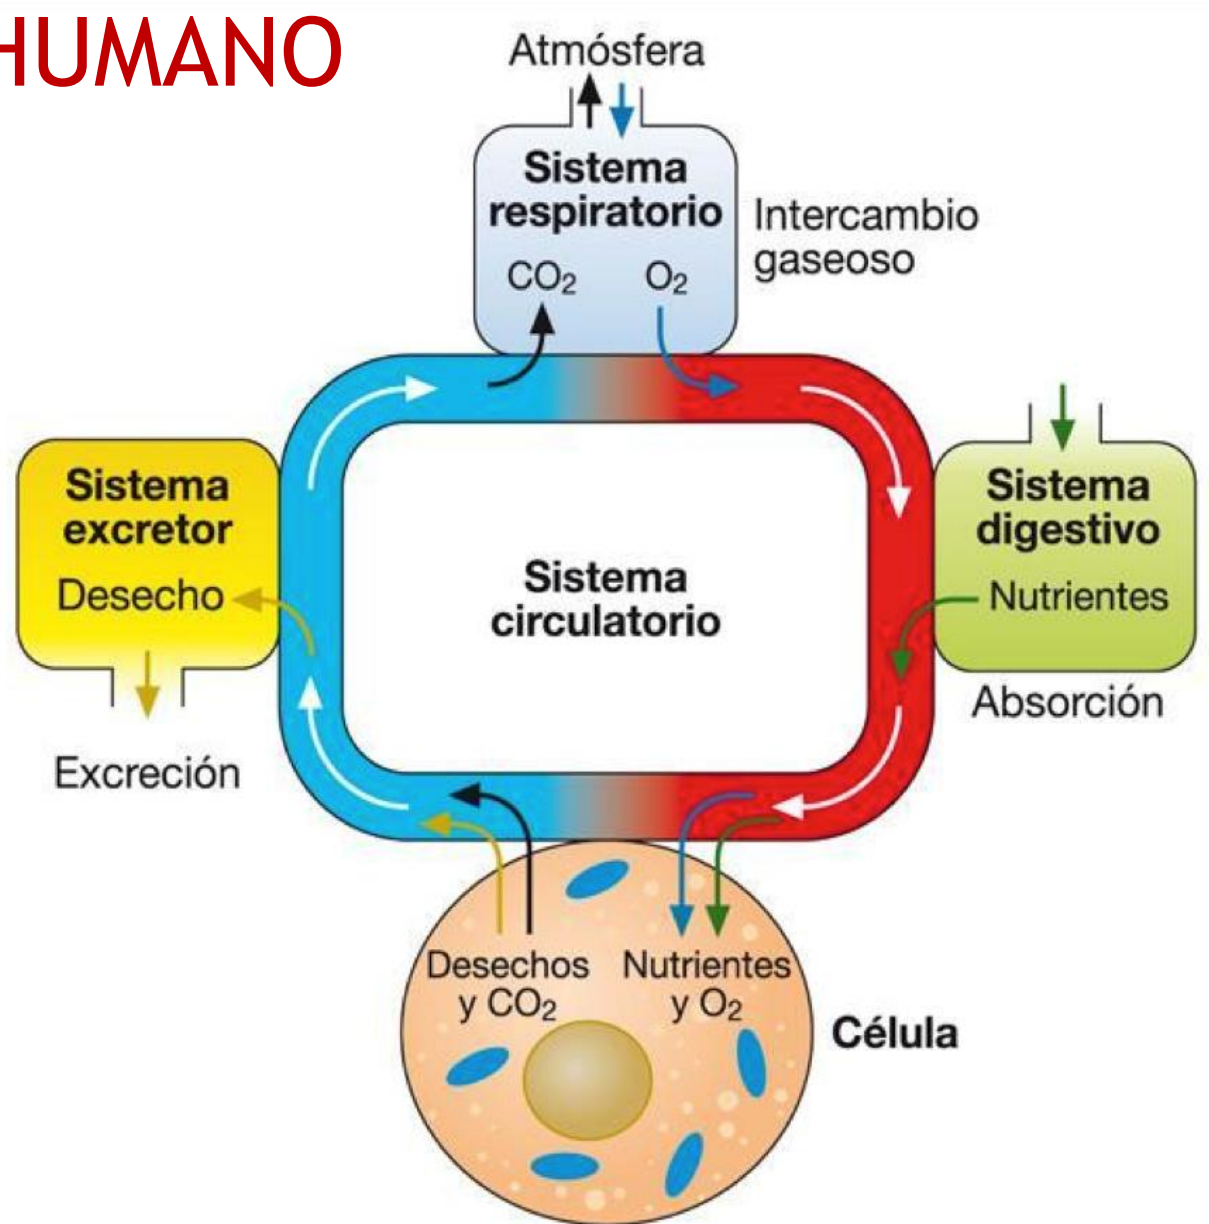 HUMANO
Atmósfera
Sistema
respiratorio
CO₂ O₂
Intercambio
gaseoso
Sistema
excretor
Desecho
Excreción
Sistema
circulatorio
Sistema
digestivo
Nutrientes
Absorción
Desechos
y CO₂
Nutrientes
y O₂
Célula